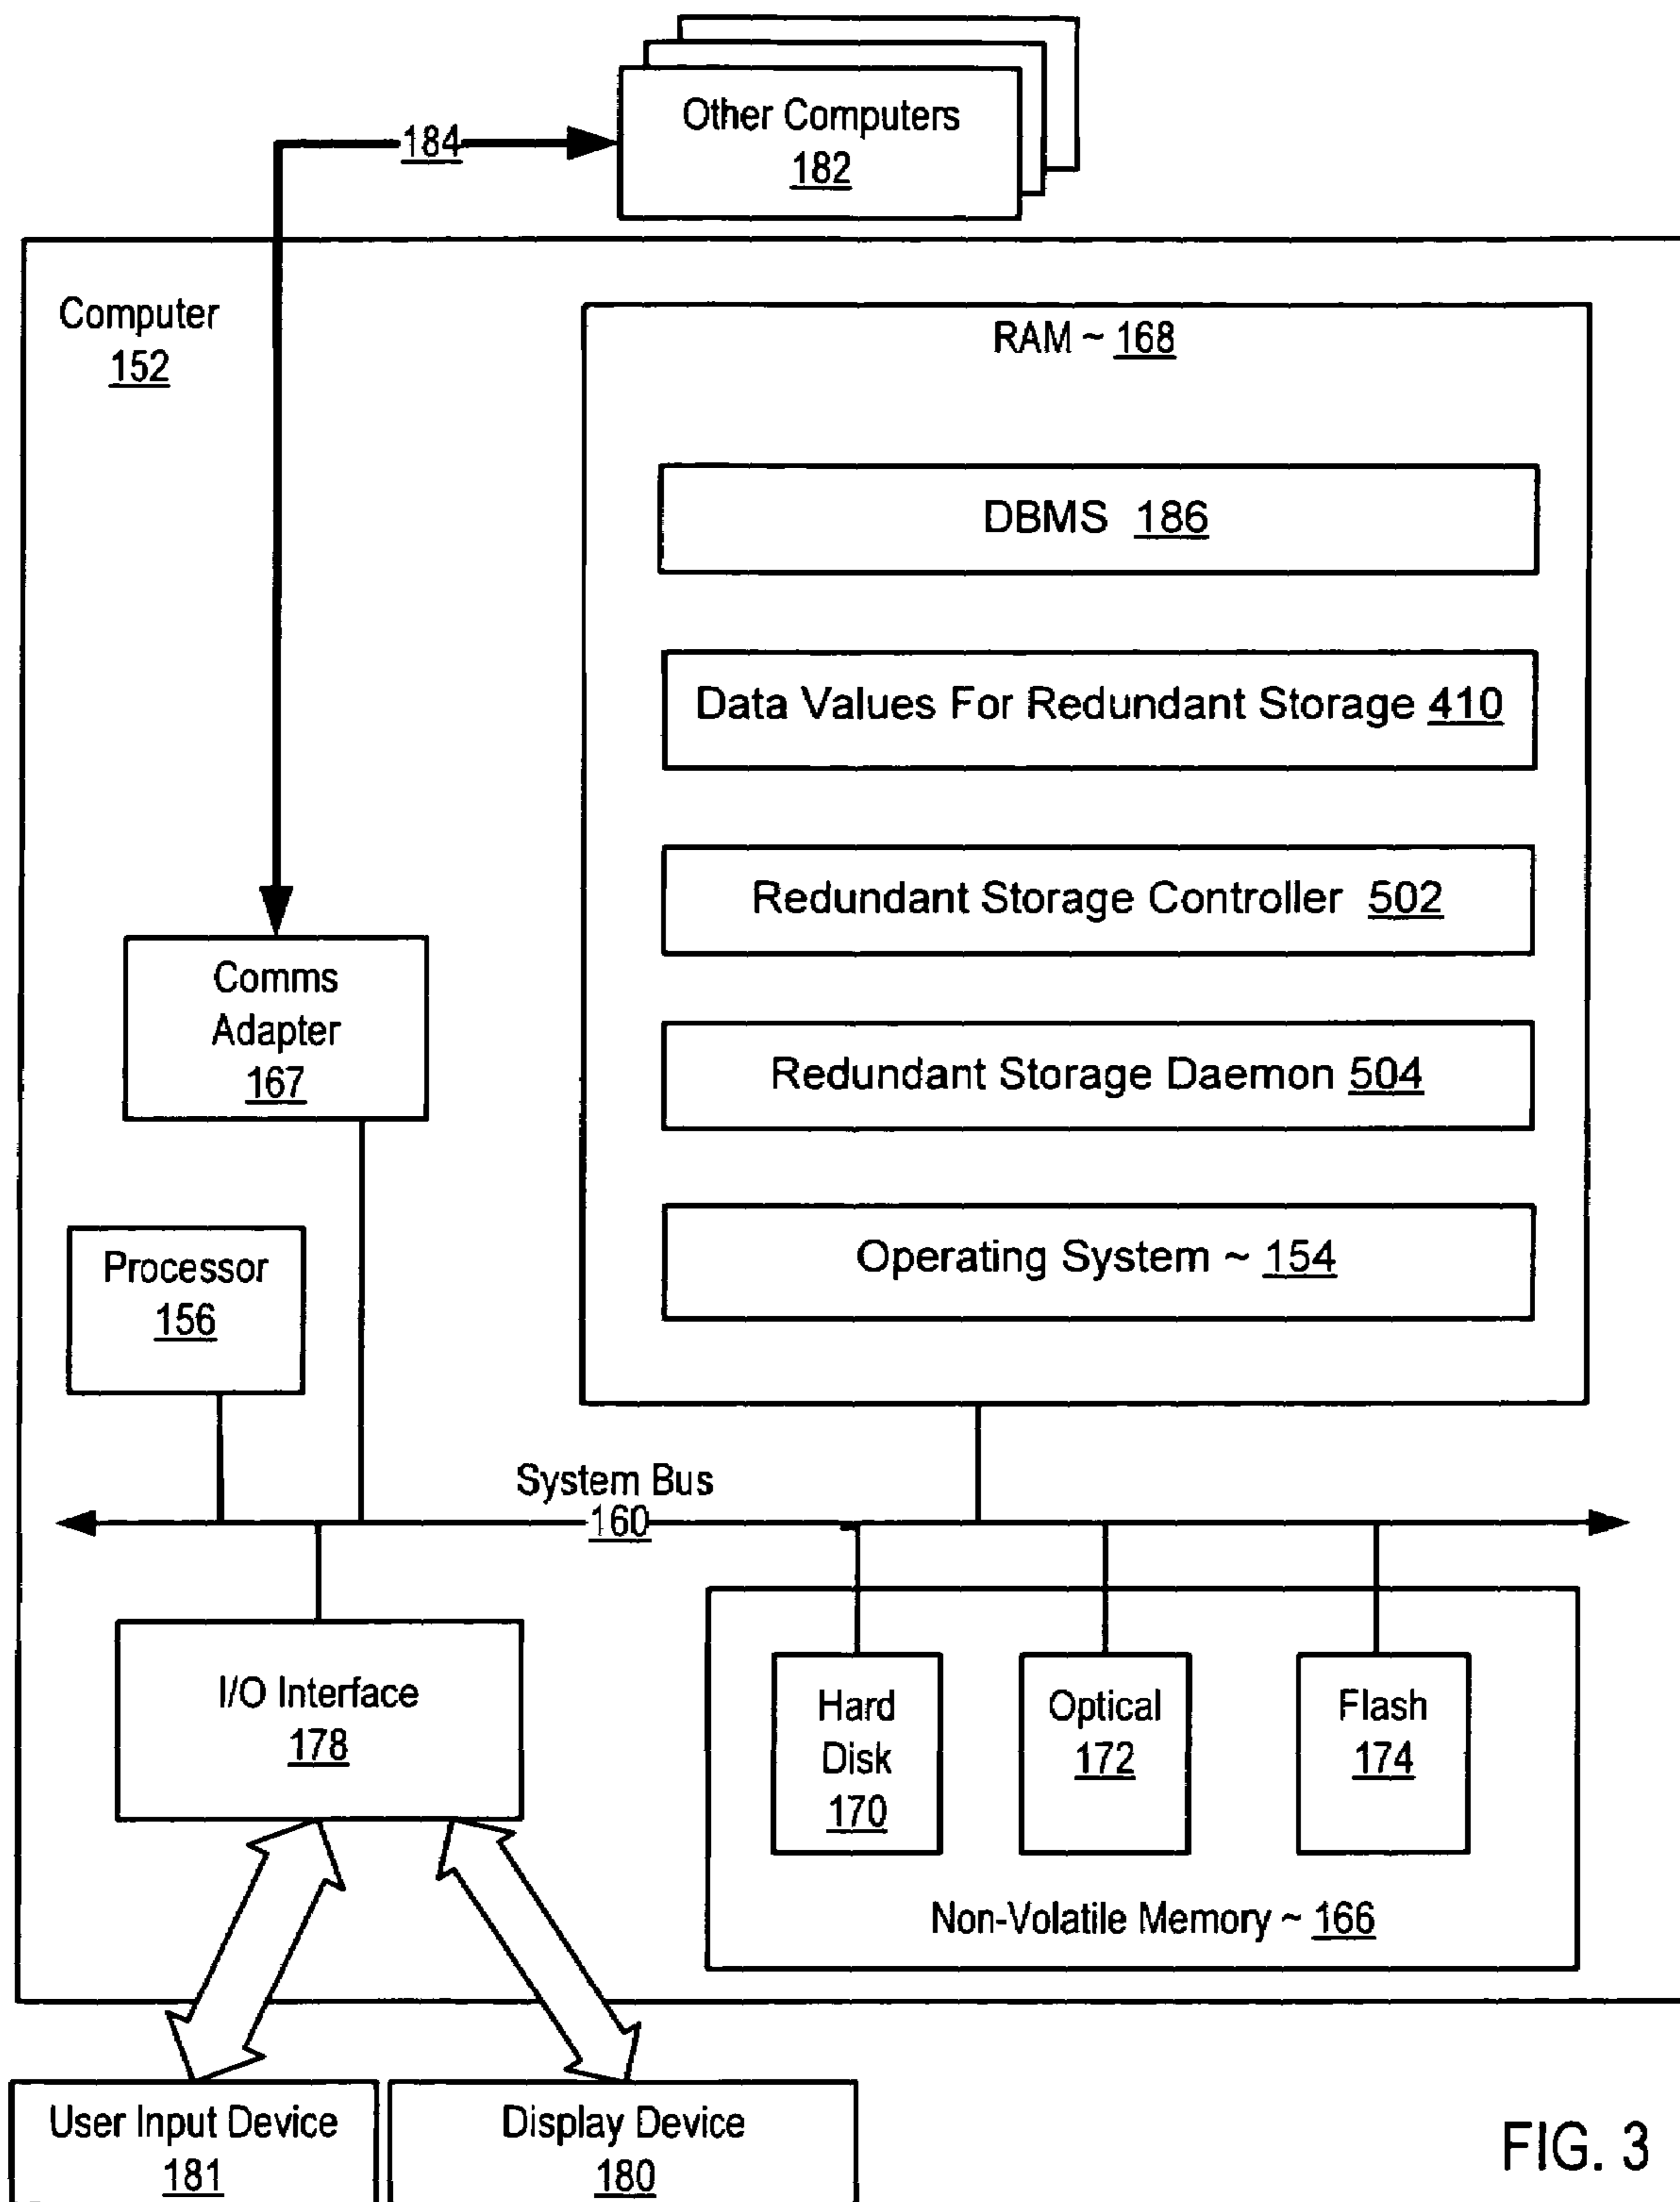 Other Computers
182
184
Computer
152
RAM ~ 168
DBMS 186
Data Values For Redundant Storage 410
Redundant Storage Controller 502
Comms
Adapter
167
Redundant Storage Daemon 504
Processor
156
Operating System ~ 154
System Bus
160
I/O Interface
178
Hard
Disk
170
Optical
172
Flash
174
Non-Volatile Memory ~ 166
User Input Device
181
Display Device
180
FIG. 3